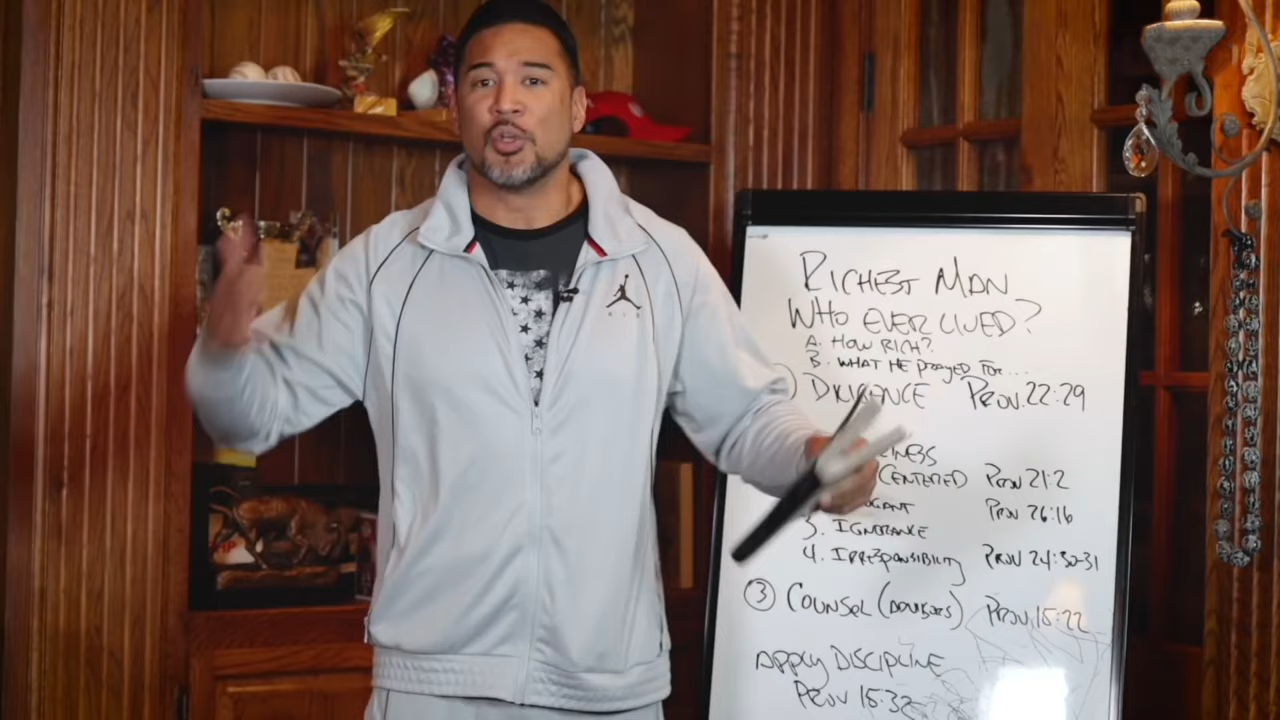 RICHEST MAN
WHO EVER LIVED?
A. HOW RICH?
B. WHAT HE PRAYED FOR...
DILIGENCE PROV. 22:29
CENTERED PROV 21:2
PROV 26:16
3. IGNORANCE
4. IRRESPONSIBILITY PROV 24:30-31
③ COUNSEL (ADVISORS) PROV. 15:22
APPLY DISCIPLINE
PROV 15:32